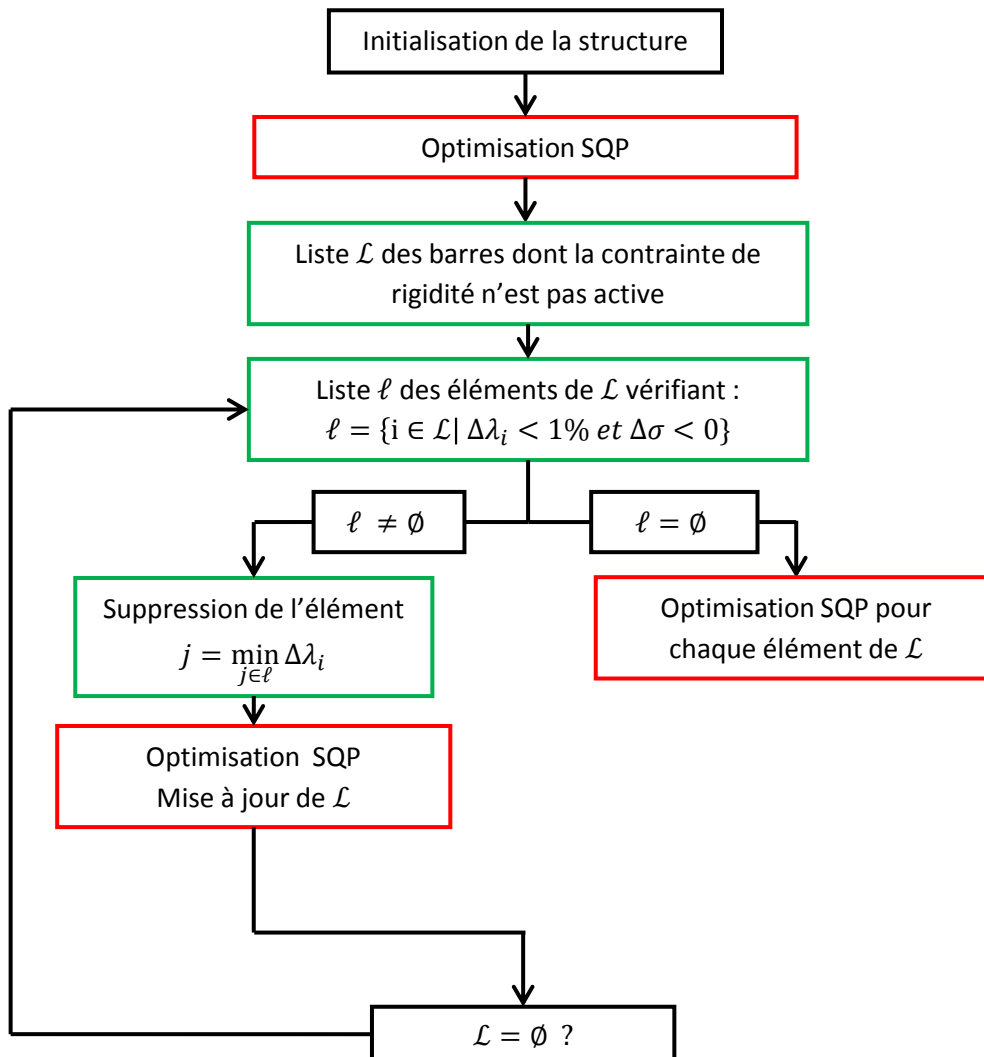 Initialisation de la structure
Optimisation SQP
Liste ℒ des barres dont la contrainte de
rigidité n’est pas active
Liste ℓ des éléments de ℒ vérifiant :
ℓ = {i ∈ ℒ| Δλᵢ < 1% et Δσ < 0}
ℓ ≠ ∅
ℓ = ∅
Suppression de l’élément
j = min Δλᵢ
j∈ℓ
Optimisation SQP pour
chaque élément de ℒ
Optimisation SQP
Mise à jour de ℒ
ℒ = ∅ ?